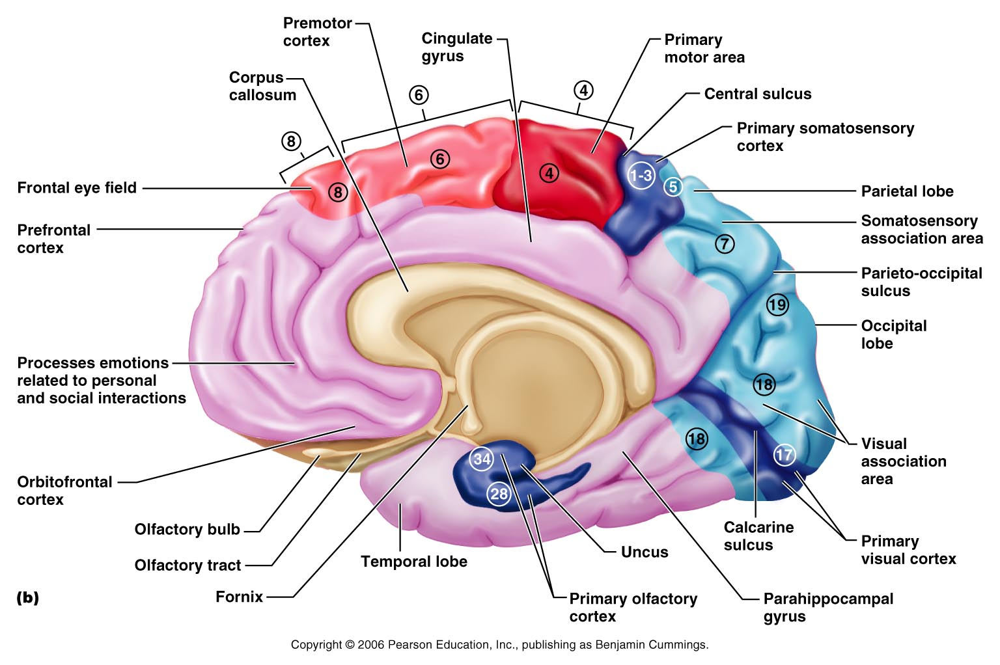 Premotor
cortex
Cingulate
gyrus
Primary
motor area
Corpus
callosum
6
4
Central sulcus
Primary somatosensory
cortex
8
6
4
1-3
5
8
Frontal eye field
Parietal lobe
Prefrontal
cortex
Somatosensory
association area
7
Parieto-occipital
sulcus
19
Occipital
lobe
Processes emotions
related to personal
and social interactions
18
18
17
34
28
Visual
association
area
Orbitofrontal
cortex
Olfactory bulb
Calcarine
sulcus
Primary
visual cortex
Olfactory tract
Temporal lobe
Uncus
Fornix
(b)
Primary olfactory
cortex
Parahippocampal
gyrus
Copyright © 2006 Pearson Education, Inc., publishing as Benjamin Cummings.